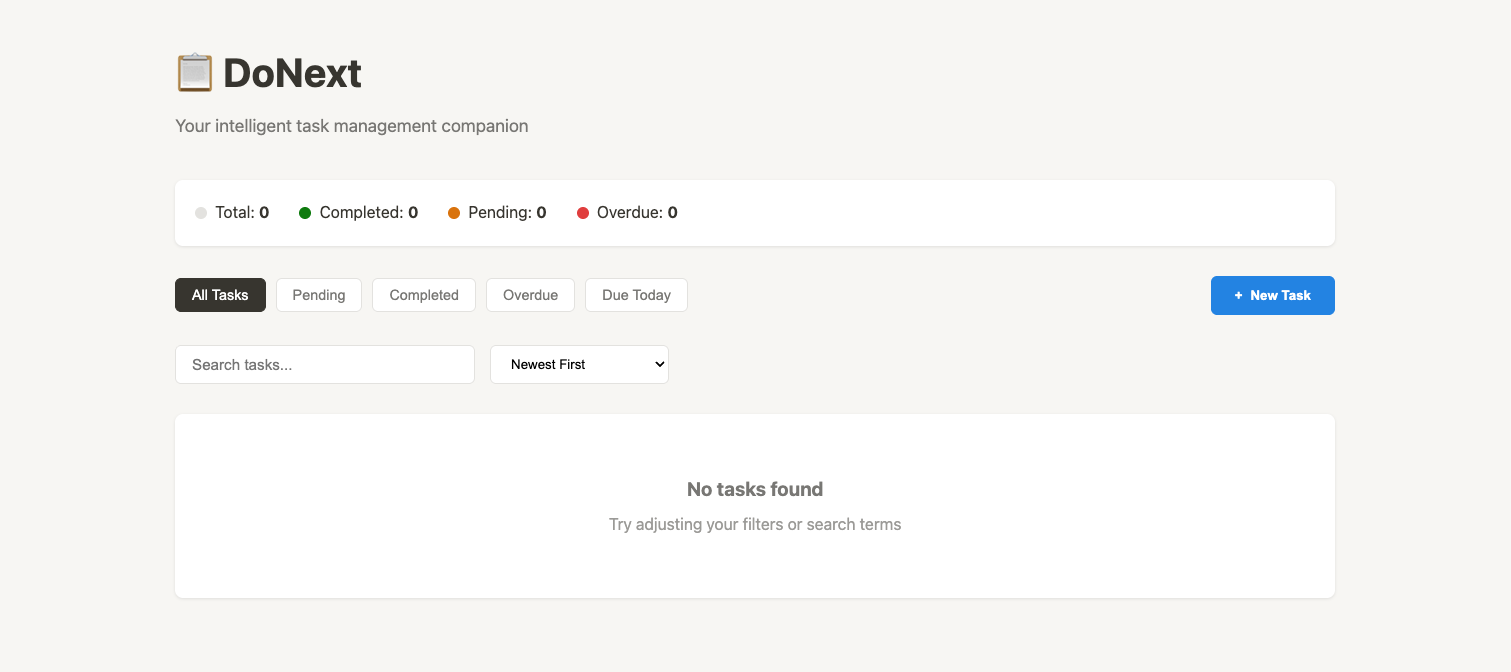 DoNext
Your intelligent task management companion
Total: 0 Completed: 0 Pending: 0 Overdue: 0
All Tasks Pending Completed Overdue Due Today + New Task
Search tasks... Newest First
No tasks found
Try adjusting your filters or search terms